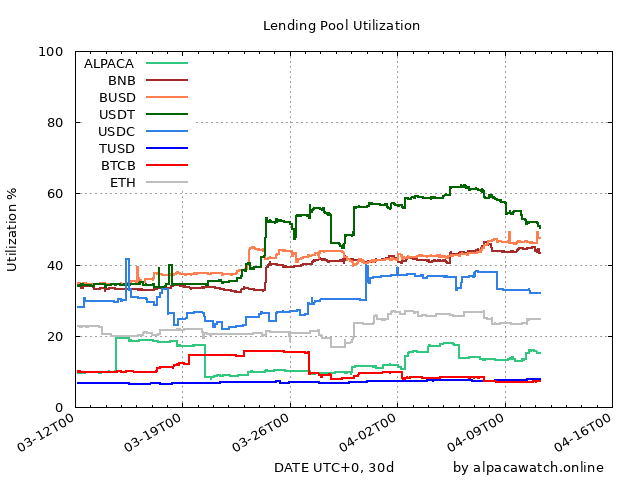 Lending Pool Utilization
Utilization %
100
80
60
40
20
0
ALPACA
BNB
BUSD
USDT
USDC
TUSD
BTCB
ETH
03-12T00
03-19T00
03-26T00
04-02T00
04-09T00
04-16T00
DATE UTC+0, 30d
by alpacawatch.online